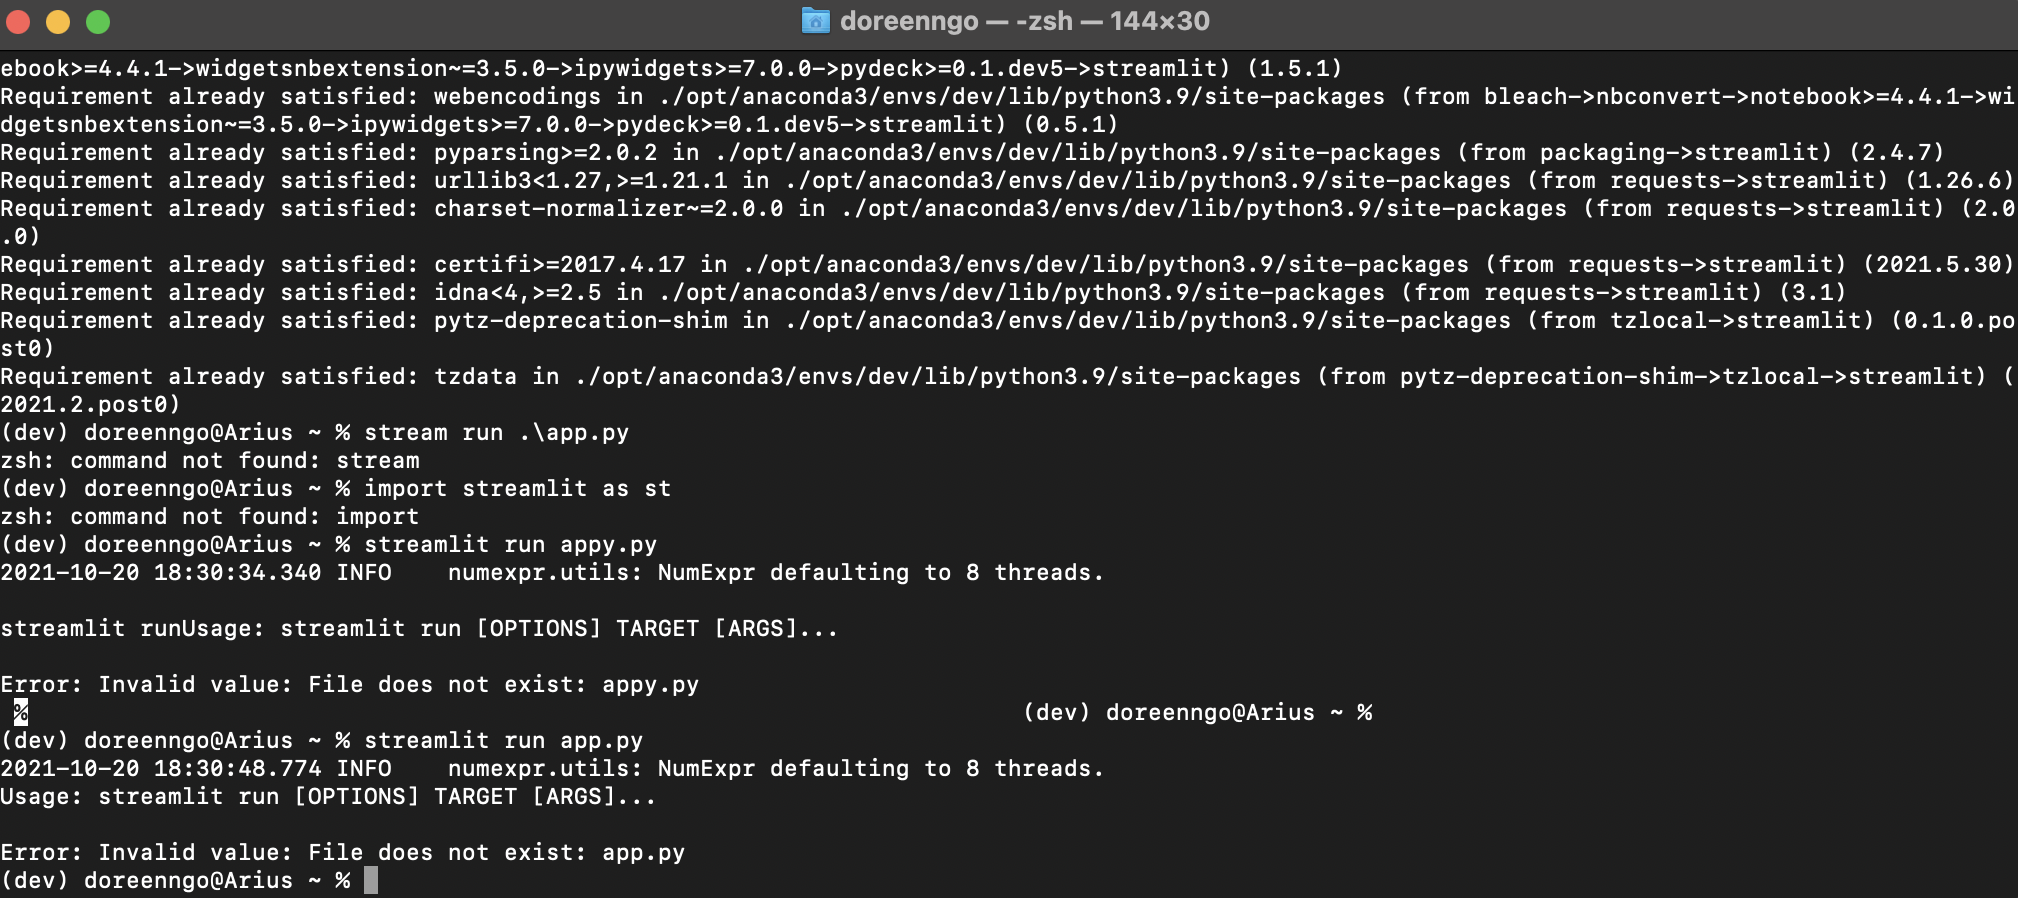 doreenngo — -zsh — 144×30
ebook>=4.4.1->widgetsnbextension~=3.5.0->ipywidgets>=7.0.0->pydeck>=0.1.dev5->streamlit) (1.5.1)
Requirement already satisfied: webencodings in ./opt/anaconda3/envs/dev/lib/python3.9/site-packages (from bleach->nbconvert->notebook>=4.4.1->wi
dgetsnbextension~=3.5.0->ipywidgets>=7.0.0->pydeck>=0.1.dev5->streamlit) (0.5.1)
Requirement already satisfied: pyparsing>=2.0.2 in ./opt/anaconda3/envs/dev/lib/python3.9/site-packages (from packaging->streamlit) (2.4.7)
Requirement already satisfied: urllib3<1.27,>=1.21.1 in ./opt/anaconda3/envs/dev/lib/python3.9/site-packages (from requests->streamlit) (1.26.6)
Requirement already satisfied: charset-normalizer~=2.0.0 in ./opt/anaconda3/envs/dev/lib/python3.9/site-packages (from requests->streamlit) (2.0
.0)
Requirement already satisfied: certifi>=2017.4.17 in ./opt/anaconda3/envs/dev/lib/python3.9/site-packages (from requests->streamlit) (2021.5.30)
Requirement already satisfied: idna<4,>=2.5 in ./opt/anaconda3/envs/dev/lib/python3.9/site-packages (from requests->streamlit) (3.1)
Requirement already satisfied: pytz-deprecation-shim in ./opt/anaconda3/envs/dev/lib/python3.9/site-packages (from tzlocal->streamlit) (0.1.0.po
st0)
Requirement already satisfied: tzdata in ./opt/anaconda3/envs/dev/lib/python3.9/site-packages (from pytz-deprecation-shim->tzlocal->streamlit) (
2021.2.post0)
(dev) doreenngo@Arius ~ % stream run .\app.py
zsh: command not found: stream
(dev) doreenngo@Arius ~ % import streamlit as st
zsh: command not found: import
(dev) doreenngo@Arius ~ % streamlit run appy.py
2021-10-20 18:30:34.340 INFO    numexpr.utils: NumExpr defaulting to 8 threads.
streamlit runUsage: streamlit run [OPTIONS] TARGET [ARGS]...
Error: Invalid value: File does not exist: appy.py
% (dev) doreenngo@Arius ~ %
(dev) doreenngo@Arius ~ % streamlit run app.py
2021-10-20 18:30:48.774 INFO    numexpr.utils: NumExpr defaulting to 8 threads.
Usage: streamlit run [OPTIONS] TARGET [ARGS]...
Error: Invalid value: File does not exist: app.py
(dev) doreenngo@Arius ~ %